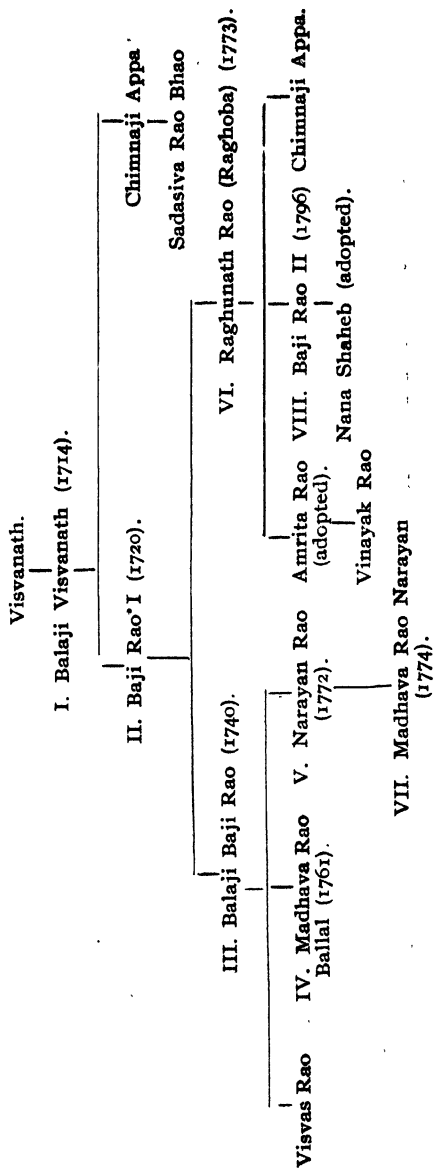 Visvanath.
I. Balaji Visvanath (1714).
II. Baji Rao I (1720).
Chimnaji Appa
Sadasiva Rao Bhao
III. Balaji Baji Rao (1740).
VI. Raghunath Rao (Raghoba) (1773).
Visvas Rao
IV. Madhava Rao
Ballal (1761).
V. Narayan Rao
(1772).
Amrita Rao
(adopted).
VIII. Baji Rao II (1796)
Chimnaji Appa.
Vinayak Rao
Nana Shaheb (adopted).
VII. Madhava Rao Narayan
(1774)